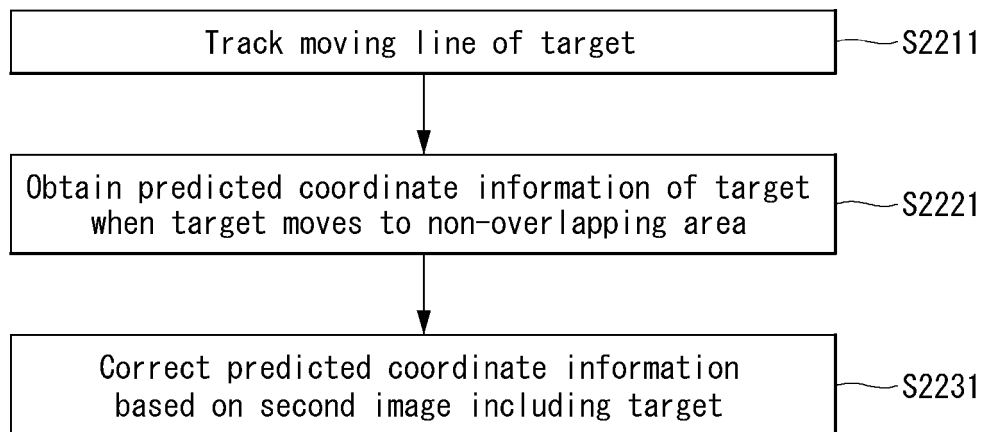 Track moving line of target
S2211
Obtain predicted coordinate information of target
when target moves to non-overlapping area
S2221
Correct predicted coordinate information
based on second image including target
S2231